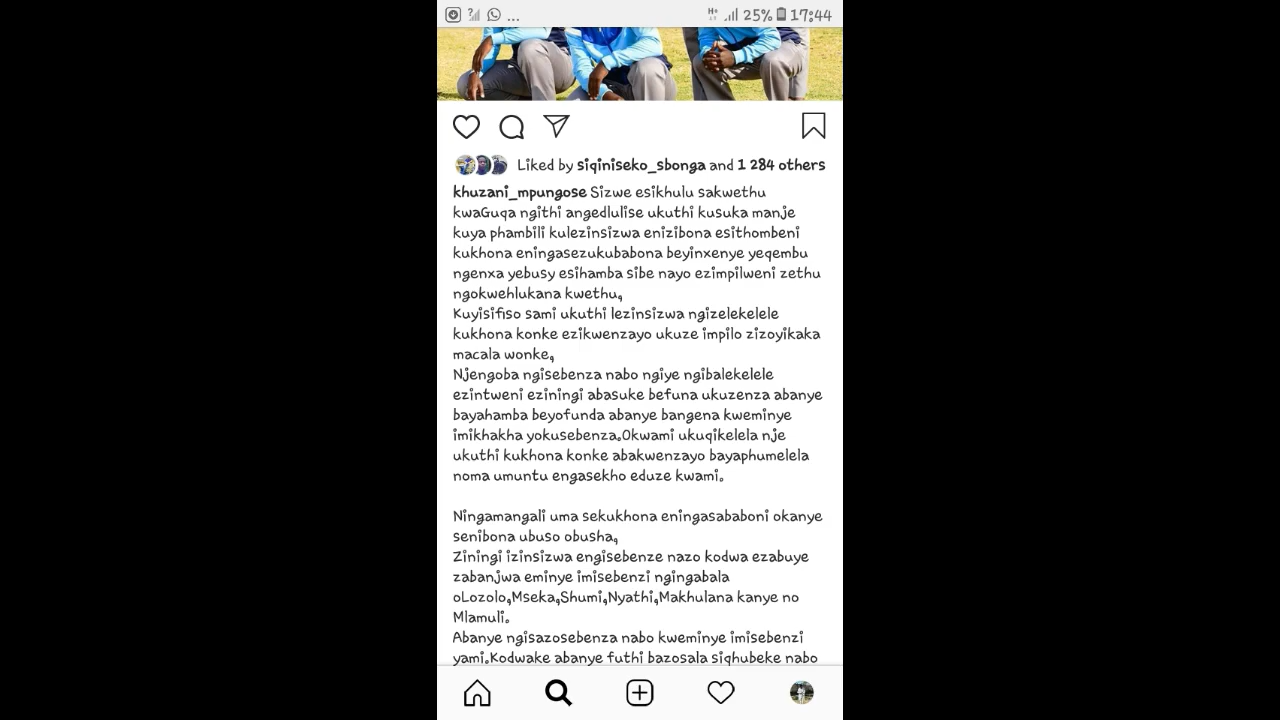 ? ... H+ 25% 17:44
Liked by siqiniseko_sbonga and 1 284 others
khuzani_mpungose Sizwe esikhulu sakwethu
kwaGuqa ngithi angedlulise ukuthi kusuka manje
kuya phambili kulezinsizwa enizibona esithombeni
kukhona eningasezukubabona beyinxenye yeqembu
ngenxa yebusy esihamba sibe nayo ezimpilweni zethu
ngokwehlukana kwethu,
Kuyisifiso sami ukuthi lezinsizwa ngizelekelele
kukhona konke ezikwenzayo ukuze impilo zizoyikaka
macala wonke,
Njengoba ngisebenza nabo ngiye ngibalekelele
ezintweni eziningi abasuke befuna ukuzenza abanye
bayahamba beyofunda abanye bangena kweminye
imikhakha yokusebenza.Okwami ukuqikelela nje
ukuthi kukhona konke abakwenzayo bayaphumelela
noma umuntu engasekho eduze kwami.
Ningamangali uma sekukhona eningasababoni okanye
senibona ubuso obusha,
Ziningi izinsizwa engisebenze nazo kodwa ezabuye
zabanjwa eminye imisebenzi ngingabala
oLozolo,Mseka,Shumi,Nyathi,Makhulana kanye no
Mlamuli.
Abanye ngisazosebenza nabo kweminye imisebenzi
yami.Kodwake abanye futhi bazosala siqhubeke nabo